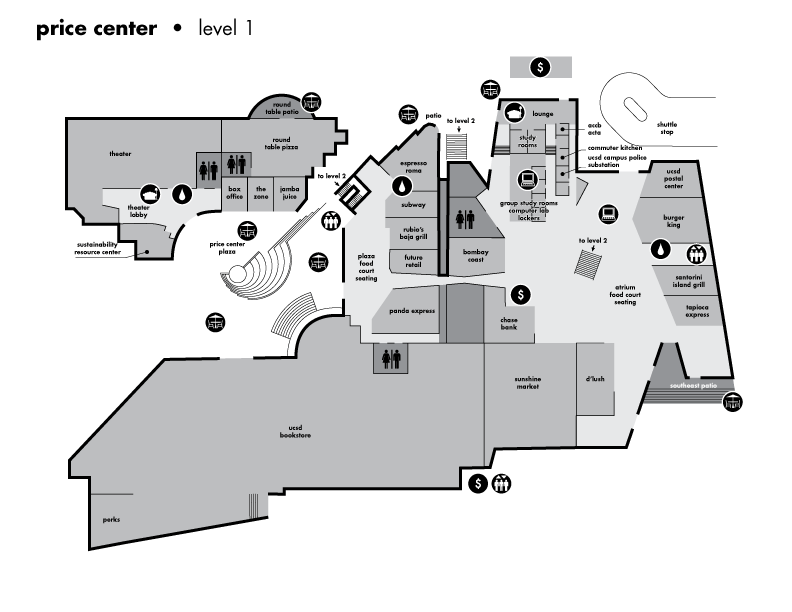 price center • level 1
$
round
table patio
patio
to level 2
lounge
accb
acta
shuttle
stop
theater
round
table pizza
study
rooms
commuter kitchen
ucsd campus police
substation
espresso
roma
to level 2
ucsd
postal
center
box
office
the
zone
jamba
juice
subway
group study rooms
computer lab
lockers
theater
lobby
burger
king
rubio's
baja grill
sustainability
resource center
price center
plaza
to level 2
plaza
food
court
seating
future
retail
bombay
coast
santorini
island grill
atrium
food court
seating
$
panda express
chase
bank
tapioca
express
sunshine
market
d'lush
southeast patio
ucsd
bookstore
$
perks